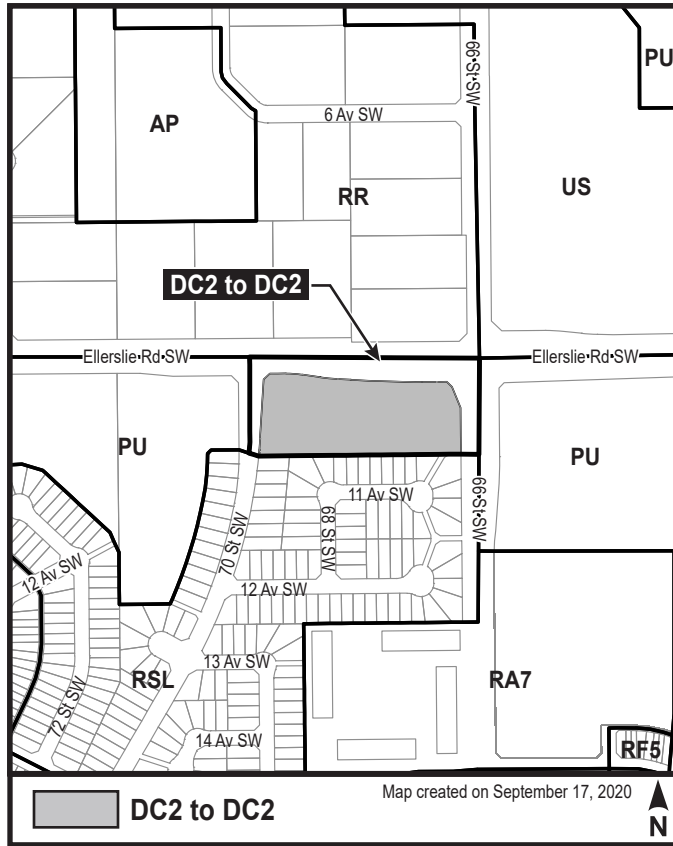 PU
66 St SW
AP
6 Av SW
US
RR
DC2 to DC2
Ellerslie Rd SW
Ellerslie Rd SW
PU
PU
11 Av SW
66 St SW
68 St SW
70 St SW
12 Av SW
12 Av SW
13 Av SW
RSL
RA7
72 St SW
14 Av SW
RF5
DC2 to DC2
Map created on September 17, 2020
N